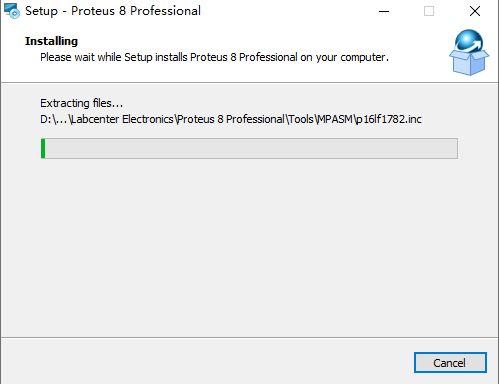 Setup - Proteus 8 Professional
Installing
Please wait while Setup installs Proteus 8 Professional on your computer.
Extracting files...
D:\...\Labcenter Electronics\Proteus 8 Professional\Tools\MPASM\p16lf1782.inc
Cancel